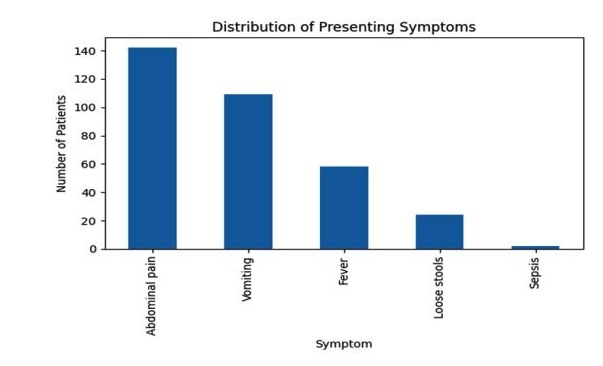 Distribution of Presenting Symptoms
Number of Patients
140
120
100
80
60
40
20
0
Abdominal pain
Vomiting
Fever
Loose stools
Sepsis
Symptom